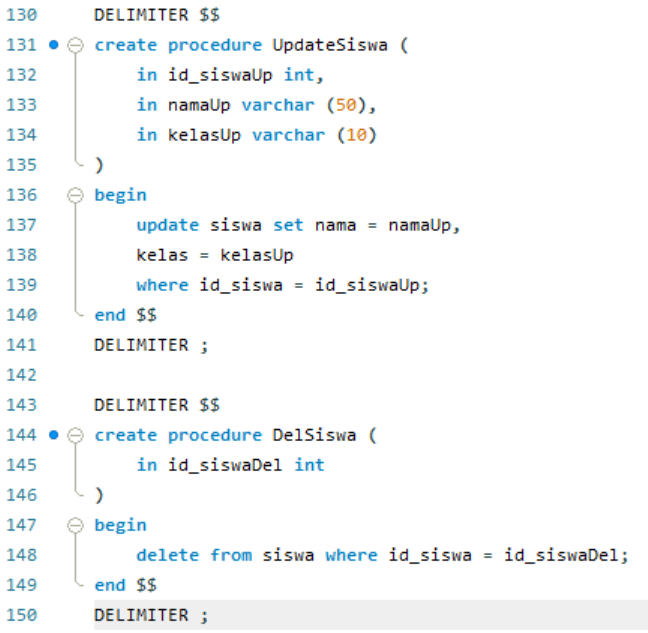 130 DELIMITER $$
131 create procedure UpdateSiswa (
132 in id_siswaUp int,
133 in namaUp varchar (50),
134 in kelasUp varchar (10)
135 )
136 begin
137 update siswa set nama = namaUp,
138 kelas = kelasUp
139 where id_siswa = id_siswaUp;
140 end $$
141 DELIMITER ;
142
143 DELIMITER $$
144 create procedure DelSiswa (
145 in id_siswaDel int
146 )
147 begin
148 delete from siswa where id_siswa = id_siswaDel;
149 end $$
150 DELIMITER ;